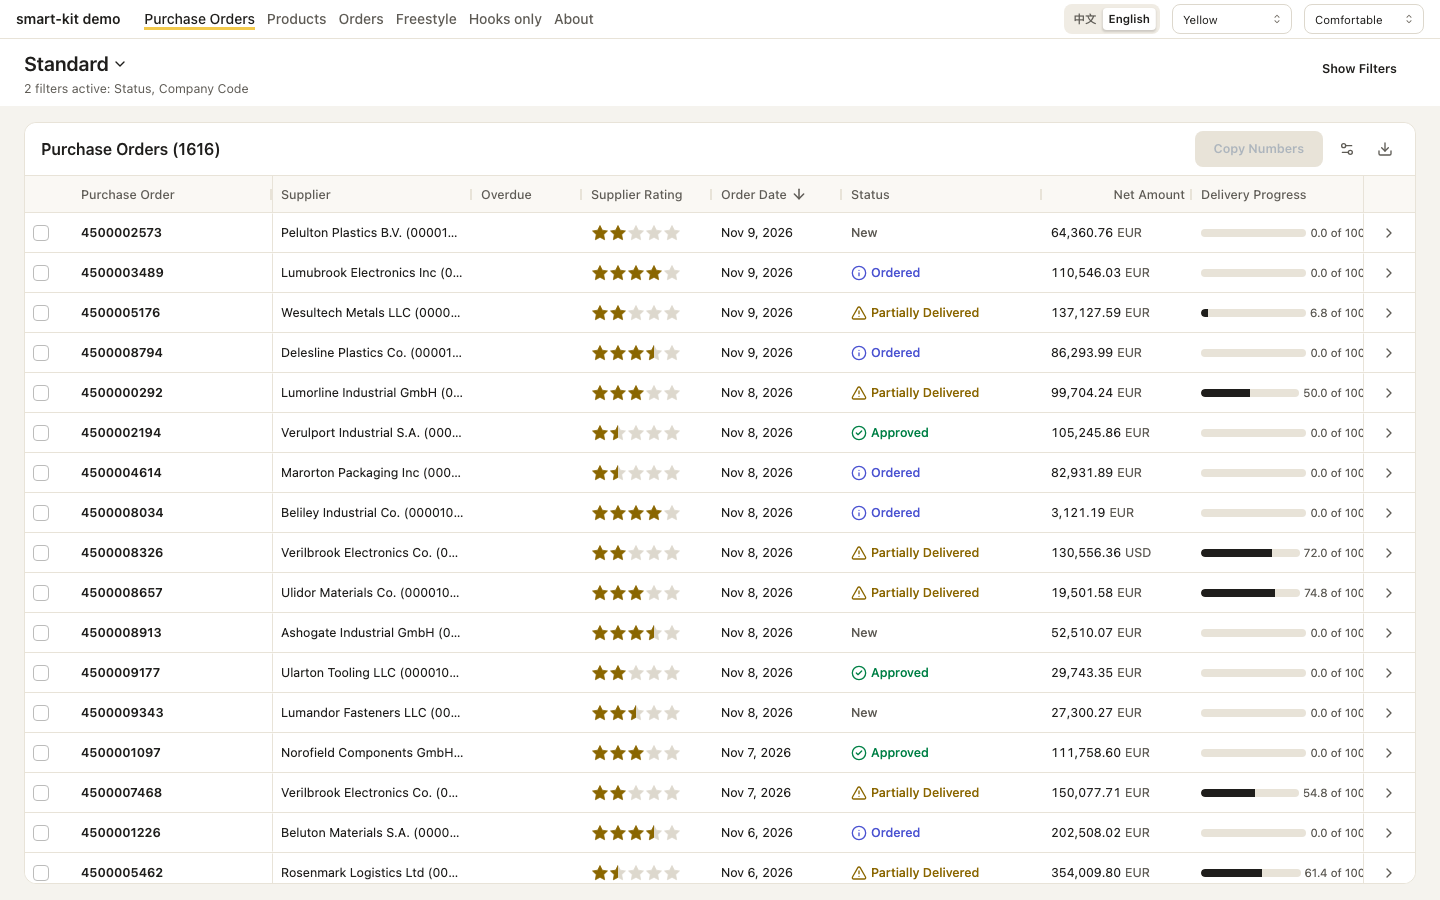 smart-kit demo Purchase Orders Products Orders Freestyle Hooks only About 中文 English Yellow Comfortable
Standard
2 filters active: Status, Company Code
Show Filters
Purchase Orders (1616) Copy Numbers
Purchase Order Supplier Overdue Supplier Rating Order Date Status Net Amount Delivery Progress
4500002573 Pelulton Plastics B.V. (00001... Nov 9, 2026 New 64,360.76 EUR 0.0 of 100
4500003489 Lumubrook Electronics Inc (0... Nov 9, 2026 Ordered 110,546.03 EUR 0.0 of 100
4500005176 Wesultech Metals LLC (0000... Nov 9, 2026 Partially Delivered 137,127.59 EUR 6.8 of 100
4500008794 Delesline Plastics Co. (00001... Nov 9, 2026 Ordered 86,293.99 EUR 0.0 of 100
4500000292 Lumorline Industrial GmbH (0... Nov 8, 2026 Partially Delivered 99,704.24 EUR 50.0 of 100
4500002194 Verulport Industrial S.A. (000... Nov 8, 2026 Approved 105,245.86 EUR 0.0 of 100
4500004614 Marorton Packaging Inc (000... Nov 8, 2026 Ordered 82,931.89 EUR 0.0 of 100
4500008034 Beliley Industrial Co. (000010... Nov 8, 2026 Ordered 3,121.19 EUR 0.0 of 100
4500008326 Verilbrook Electronics Co. (0... Nov 8, 2026 Partially Delivered 130,556.36 USD 72.0 of 100
4500008657 Ulidor Materials Co. (000010... Nov 8, 2026 Partially Delivered 19,501.58 EUR 74.8 of 100
4500008913 Ashogate Industrial GmbH (0... Nov 8, 2026 New 52,510.07 EUR 0.0 of 100
4500009177 Ularton Tooling LLC (000010... Nov 8, 2026 Approved 29,743.35 EUR 0.0 of 100
4500009343 Lumandor Fasteners LLC (00... Nov 8, 2026 New 27,300.27 EUR 0.0 of 100
4500001097 Norofield Components GmbH... Nov 7, 2026 Approved 111,758.60 EUR 0.0 of 100
4500007468 Verilbrook Electronics Co. (0... Nov 7, 2026 Partially Delivered 150,077.71 EUR 54.8 of 100
4500001226 Beluton Materials S.A. (0000... Nov 6, 2026 Ordered 202,508.02 EUR 0.0 of 100
4500005462 Rosenmark Logistics Ltd (00... Nov 6, 2026 Partially Delivered 354,009.80 EUR 61.4 of 100